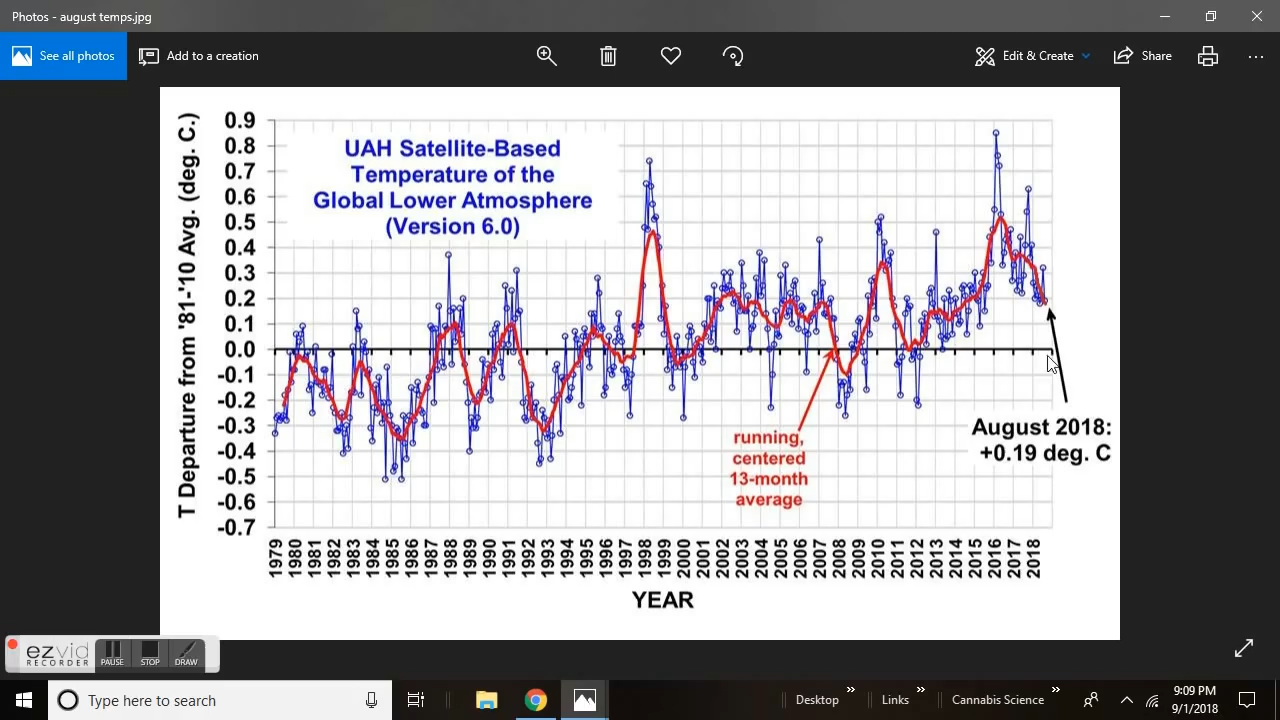 Photos - august temps.jpg
See all photos
Add to a creation
Edit & Create
Share
UAH Satellite-Based
Temperature of the
Global Lower Atmosphere
(Version 6.0)
T Departure from '81-'10 Avg. (deg. C.)
0.9
0.8
0.7
0.6
0.5
0.4
0.3
0.2
0.1
0.0
-0.1
-0.2
-0.3
-0.4
-0.5
-0.6
-0.7
running,
centered
13-month
average
August 2018:
+0.19 deg. C
1979 1980 1981 1982 1983 1984 1985 1986 1987 1988 1989 1990 1991 1992 1993 1994 1995 1996 1997 1998 1999 2000 2001 2002 2003 2004 2005 2006 2007 2008 2009 2010 2011 2012 2013 2014 2015 2016 2017 2018
YEAR
ezvid
RECORDER
PAUSE STOP DRAW
Type here to search
Desktop
Links
Cannabis Science
9:09 PM
9/1/2018